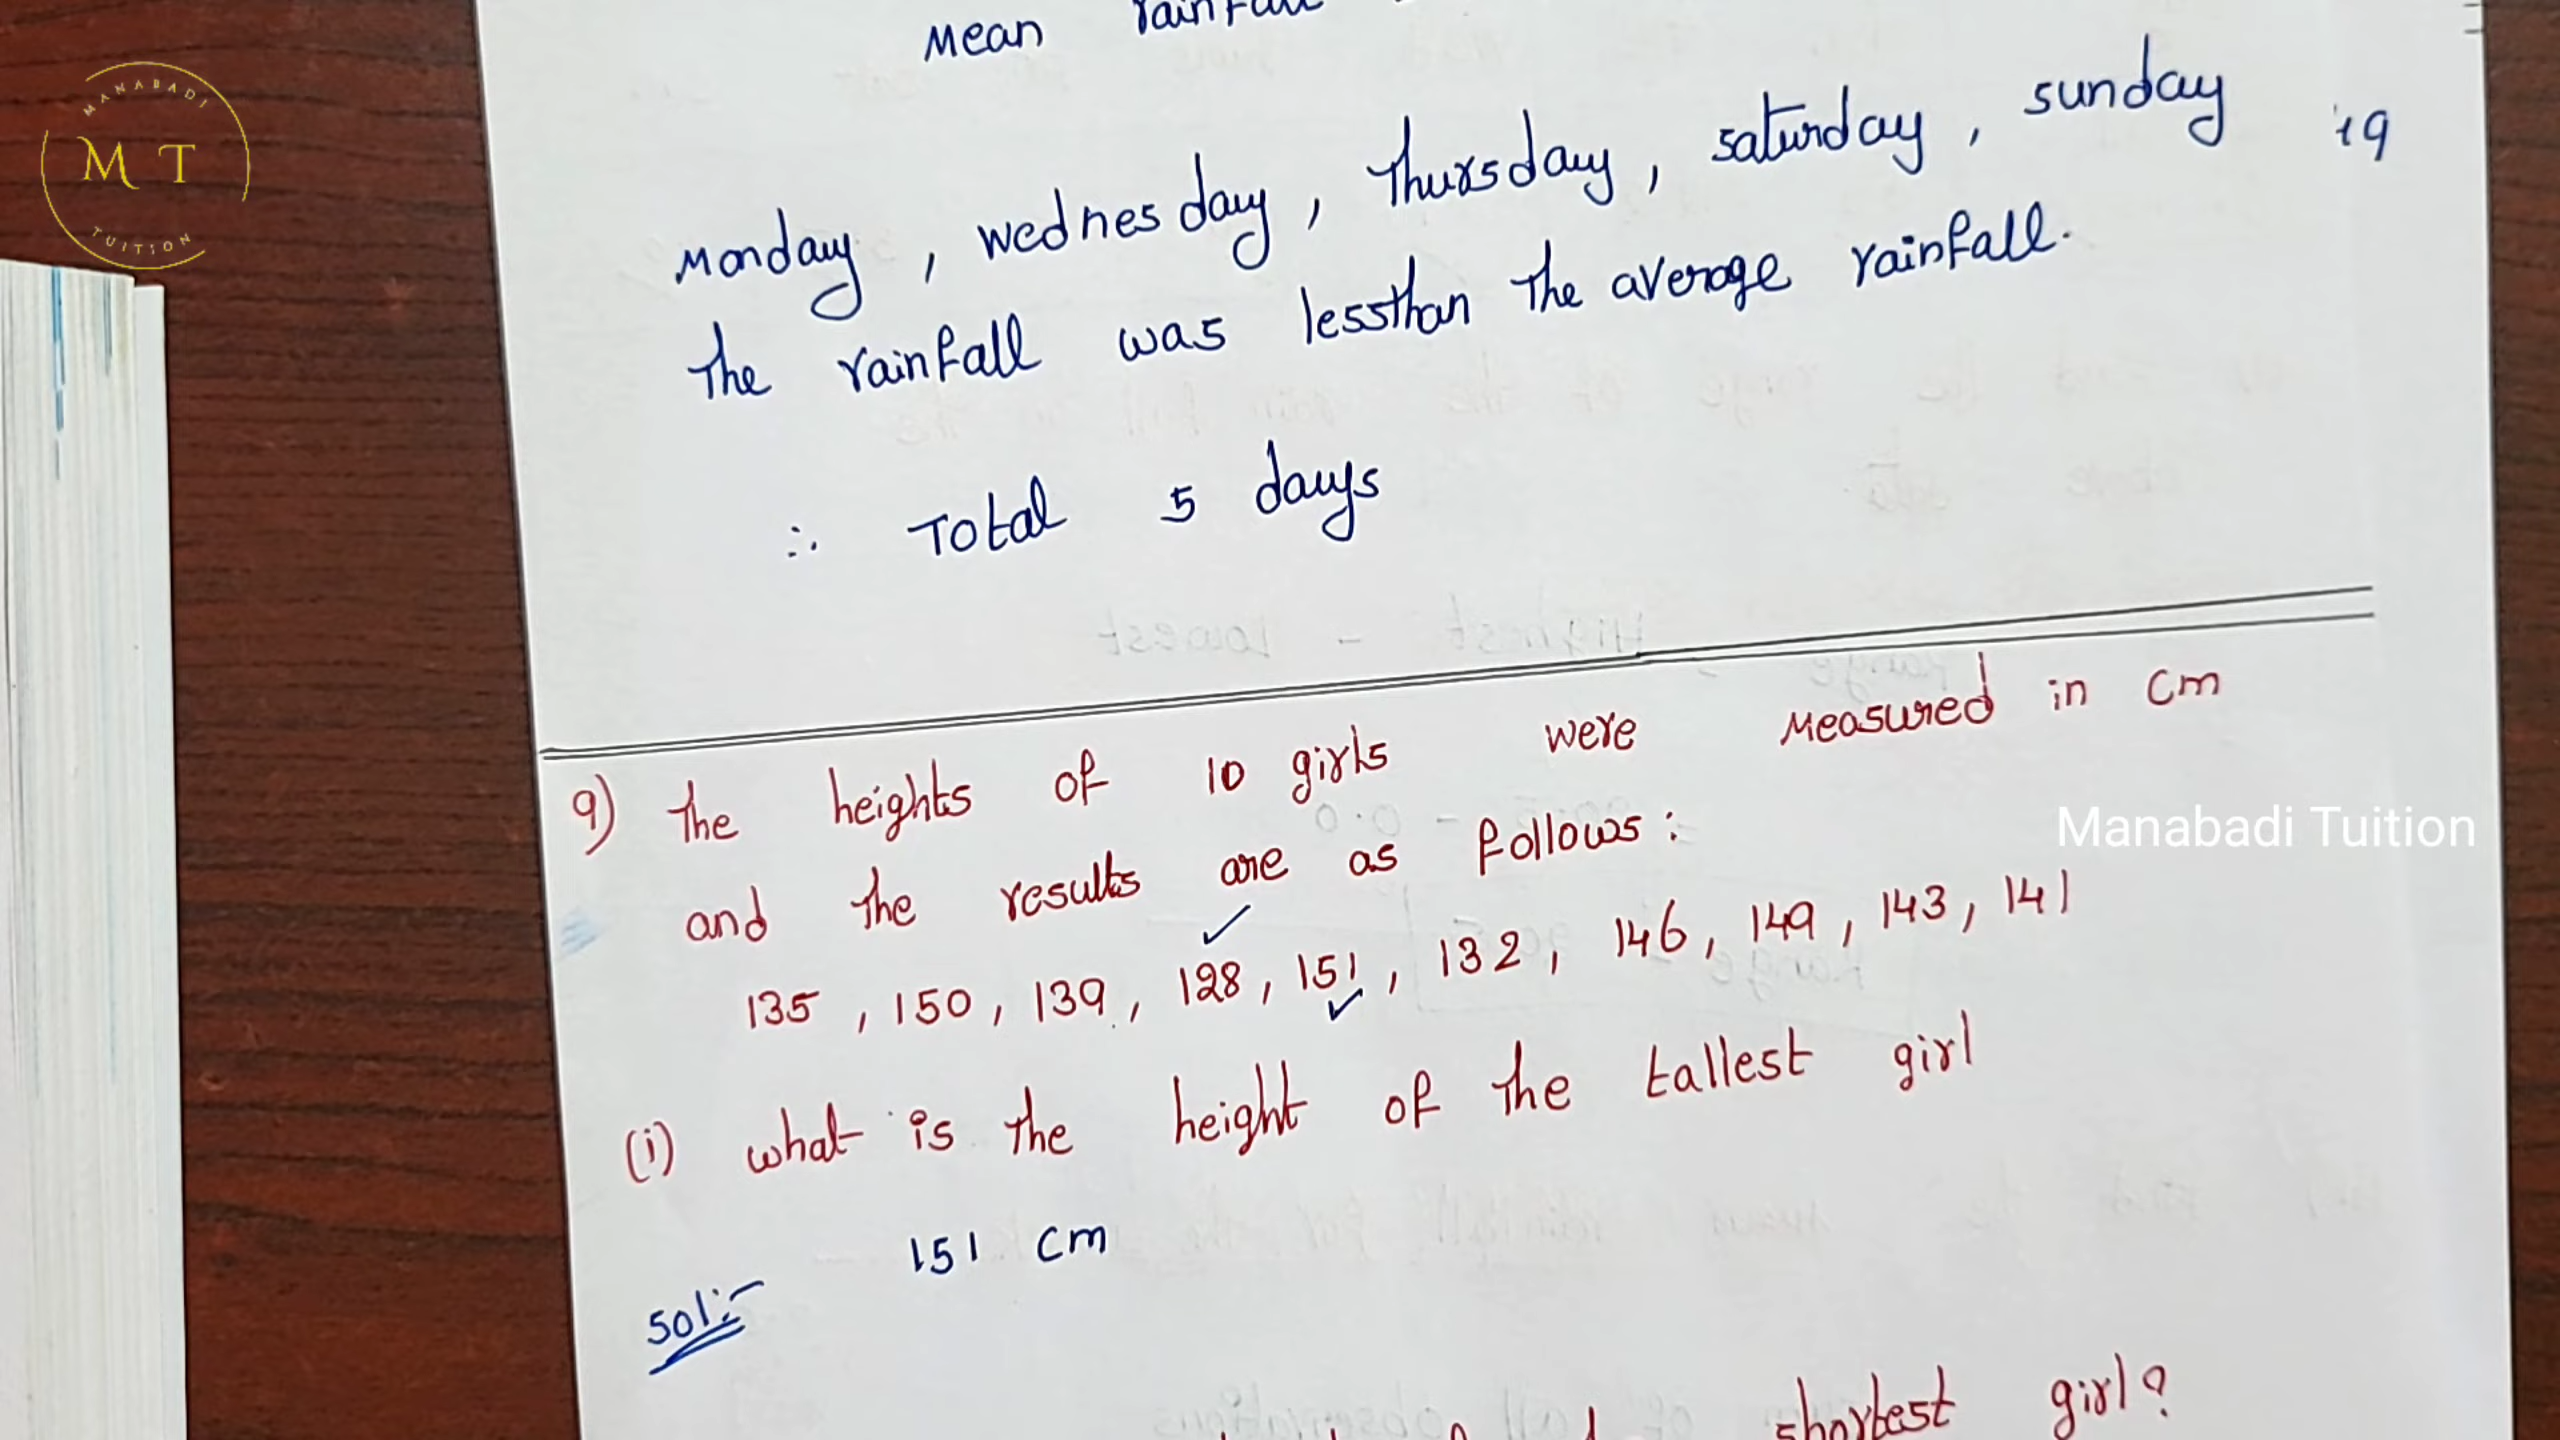 MANABADI
M T
TUITION
Mean rainfall
19
Monday, wednesday, Thursday, saturday, sunday
The rainfall was lessthan the average rainfall.
∴ Total 5 days
9) The heights of 10 girls were Measured in cm
and the results are as follows:
135, 150, 139, 128, 151, 132, 146, 149, 143, 141
Manabadi Tuition
(i) what is the height of the tallest girl
151 cm
Sol:-
shortest girl?